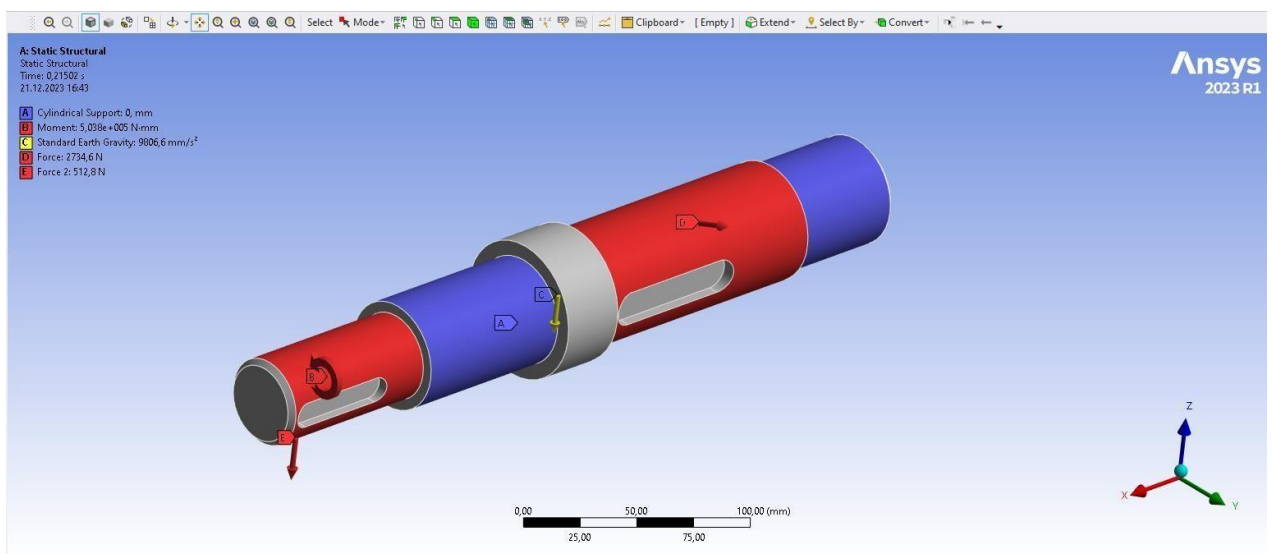 Select Mode Clipboard [ Empty ] Extend Select By Convert
A: Static Structural
Static Structural
Time: 0,21502 s
21.12.2023 16:43
A Cylindrical Support: 0, mm
B Moment: 5,038e+005 N·mm
C Standard Earth Gravity: 9806,6 mm/s²
D Force: 2734,6 N
E Force 2: 512,8 N
Ansys
2023 R1
D
C
A
B
E
Z
X
Y
0,00 50,00 100,00 (mm)
25,00 75,00